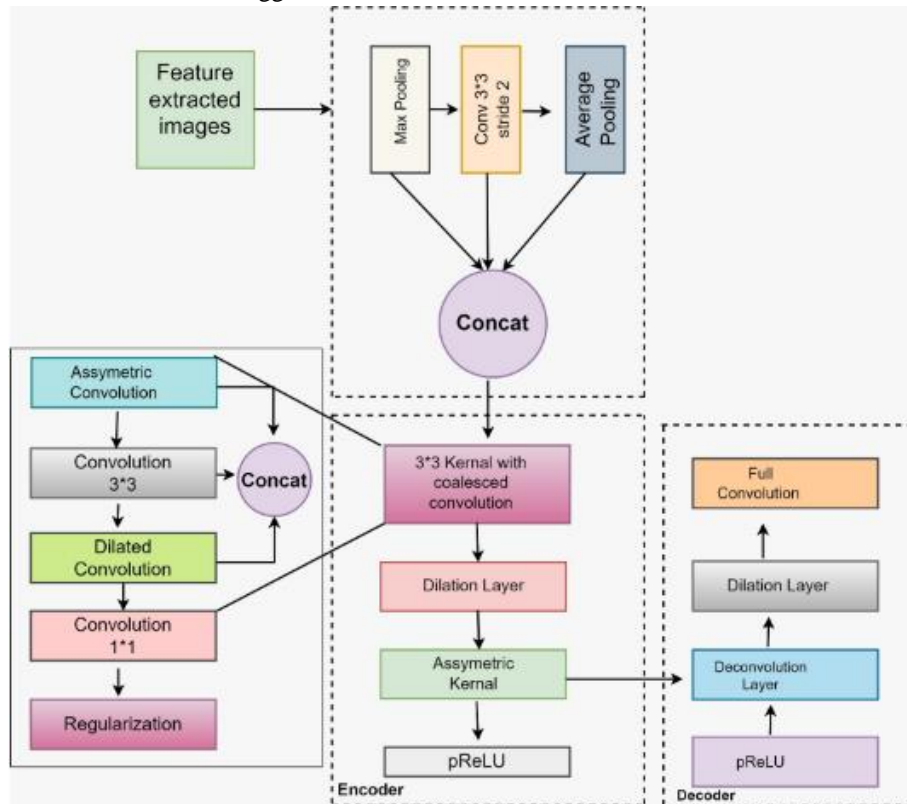 Feature
extracted
images
Max Pooling
Conv 3*3
stride 2
Average
Pooling
Concat
Assymetric
Convolution
Convolution
3*3
Concat
Dilated
Convolution
Convolution
1*1
Regularization
3*3 Kernal with
coalesced
convolution
Dilation Layer
Assymetric
Kernal
pReLU
Encoder
Full
Convolution
Dilation Layer
Deconvolution
Layer
pReLU
Decoder